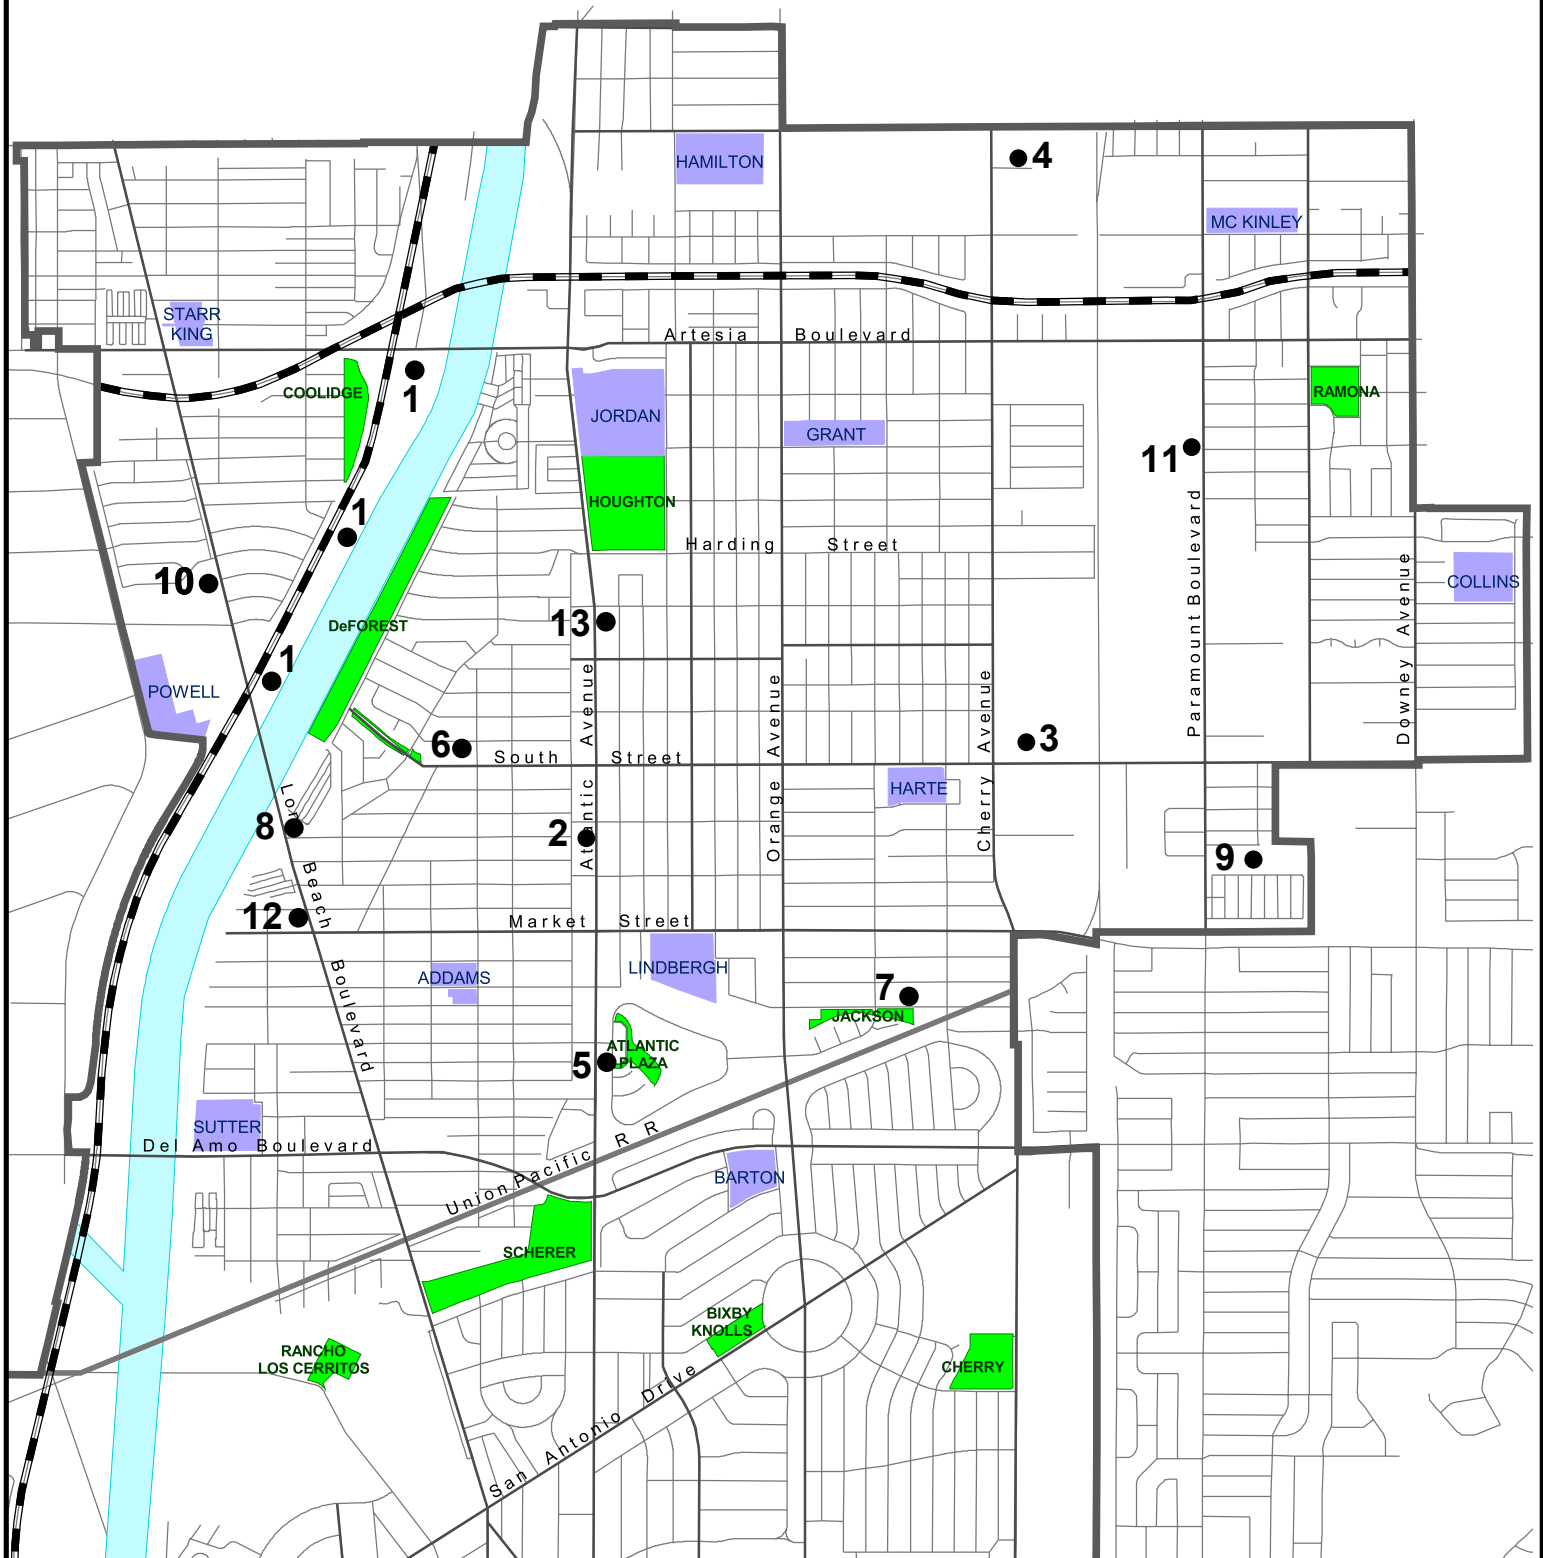 HAMILTON
4
MC KINLEY
STARR
KING
Artesia Boulevard
COOLIDGE
1
JORDAN
GRANT
RAMONA
11
HOUGHTON
1
Harding Street
10
COLLINS
13
DeFOREST
1
POWELL
Atlantic Avenue
Orange Avenue
Cherry Avenue
Paramount Boulevard
Downey Avenue
6
3
South Street
HARTE
8
2
9
Long Beach Boulevard
12
Market Street
ADDAMS
LINDBERGH
7
JACKSON
5
ATLANTIC
PLAZA
SUTTER
Del Amo Boulevard
Union Pacific R R
BARTON
SCHERER
BIXBY
KNOLLS
RANCHO
LOS CERRITOS
CHERRY
San Antonio Drive